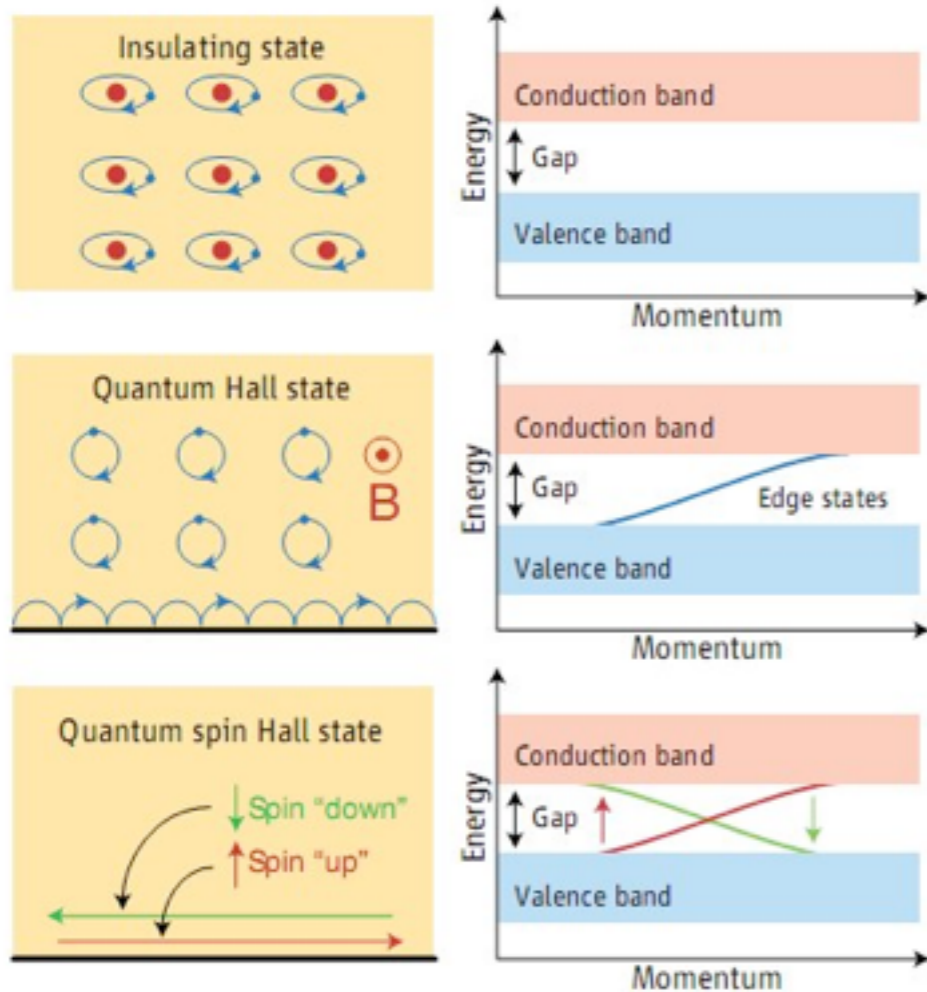 Insulating state
Energy
Conduction band
Gap
Valence band
Momentum
Quantum Hall state
B
Energy
Conduction band
Gap
Edge states
Valence band
Momentum
Quantum spin Hall state
Spin “down”
Spin “up”
Energy
Conduction band
Gap
Valence band
Momentum